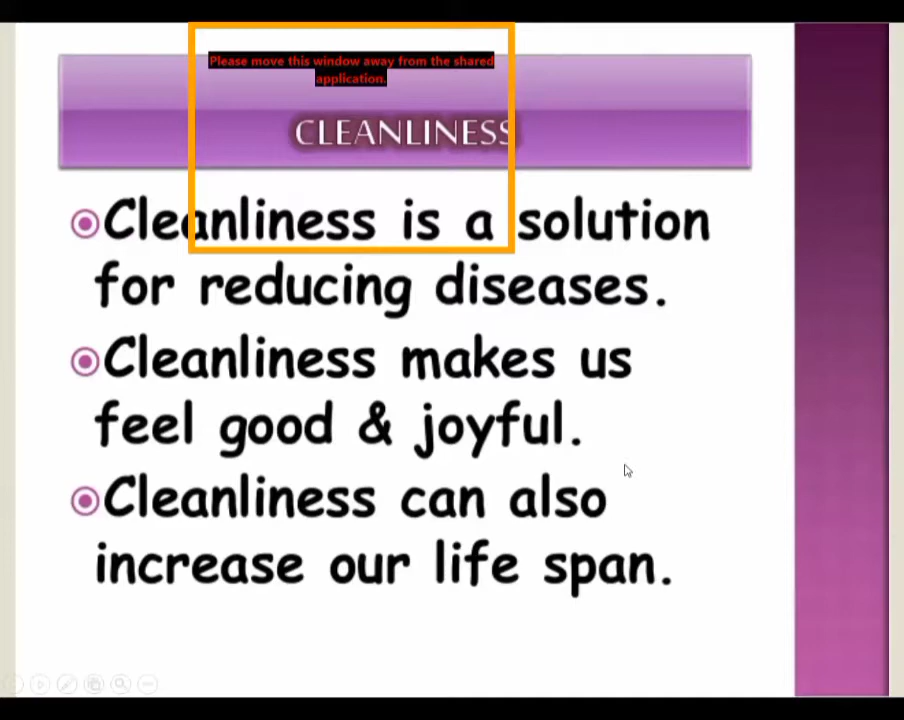 Please move this window away from the shared
application.
CLEANLINESS
Cleanliness is a solution
for reducing diseases.
Cleanliness makes us
feel good & joyful.
Cleanliness can also
increase our life span.